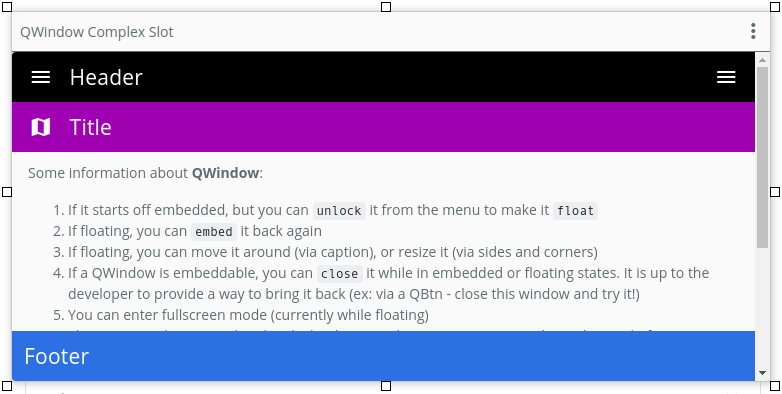 QWindow Complex Slot
Header
Title
Some information about QWindow:
1. If it starts off embedded, but you can unlock it from the menu to make it float
2. If floating, you can embed it back again
3. If floating, you can move it around (via caption), or resize it (via sides and corners)
4. If a QWindow is embeddable, you can close it while in embedded or floating states. It is up to the
developer to provide a way to bring it back (ex: via a QBtn - close this window and try it!)
5. You can enter fullscreen mode (currently while floating)
Footer